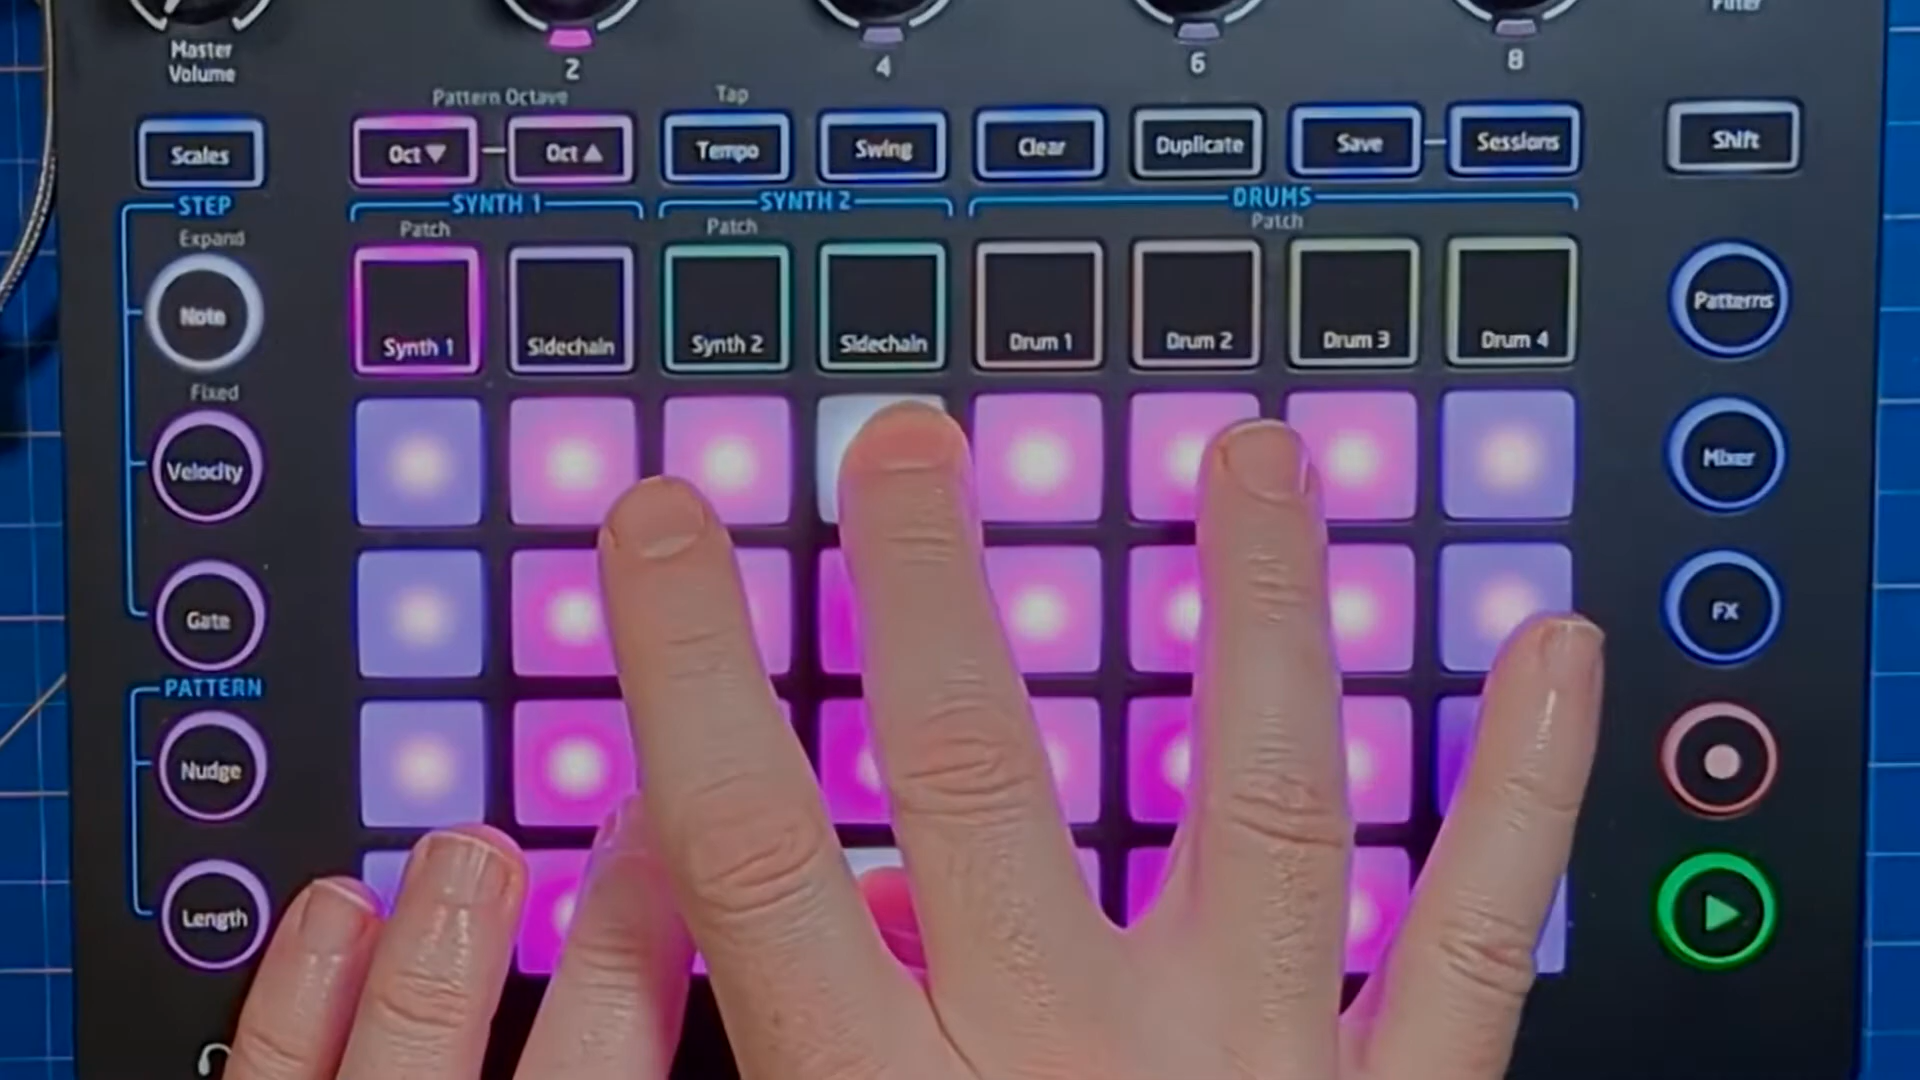 Filter
Master
Volume
2
4
6
8
Pattern Octave
Tap
Scales
Oct ▼
Oct ▲
Tempo
Swing
Clear
Duplicate
Save
Sessions
Shift
STEP
SYNTH 1
SYNTH 2
DRUMS
Expand
Patch
Patch
Patch
Note
Synth 1
Sidechain
Synth 2
Sidechain
Drum 1
Drum 2
Drum 3
Drum 4
Patterns
Fixed
Velocity
Mixer
Gate
FX
PATTERN
Nudge
Length